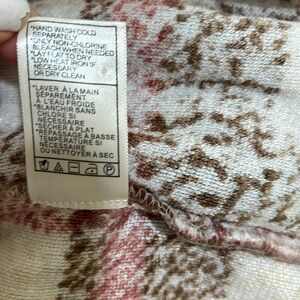 *HAND WASH COLD
SEPARATELY
*ONLY NON-CHLORINE
BLEACH WHEN NEEDED
*LAY FLAT TO DRY
*LOW HEAT IRON IF
NECESSARY
OR DRY CLEAN
*LAVER À LA MAIN
SÉPARÉMENT
À L'EAU FROIDE
*BLANCHIR SANS
CHLORE SI
NÉCESSAIRE
*SÉCHER À PLAT
*REPASSAGE À BASSE
TEMPERATURE SI
NÉCESSAIRE
OU NETTOYER À SEC
P